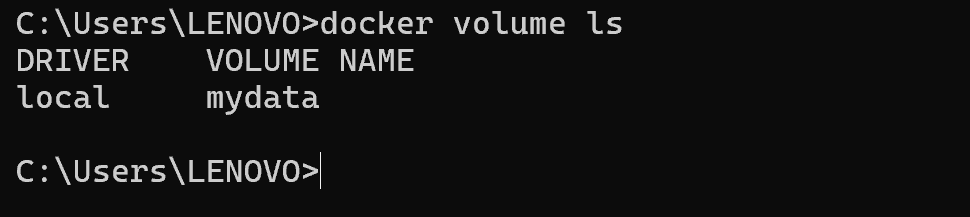 C:\Users\LENOVO>docker volume ls
DRIVER    VOLUME NAME
local     mydata
C:\Users\LENOVO>